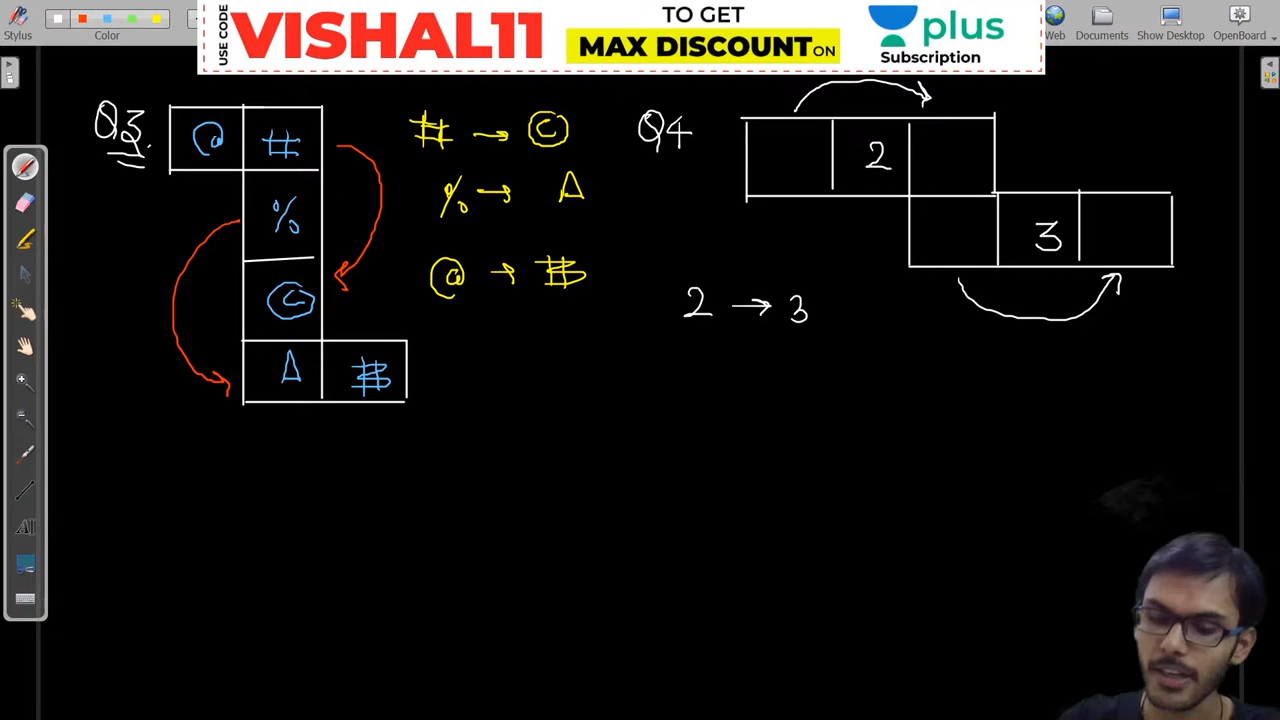 USE CODE
VISHAL11
TO GET
MAX DISCOUNT ON
plus
Subscription
Stylus
Color
Web
Documents
Show Desktop
OpenBoard
Q3.
@ #
%
©
Δ
# → ©
% → Δ
@ →
Q4
2
3
2 → 3
AI